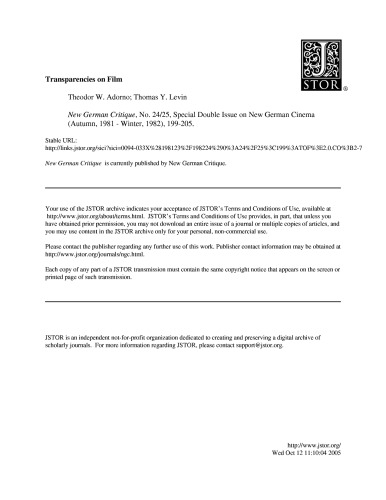 JSTOR
®
Transparencies on Film
Theodor W. Adorno; Thomas Y. Levin
New German Critique, No. 24/25, Special Double Issue on New German Cinema
(Autumn, 1981 - Winter, 1982), 199-205.
Stable URL:
http://links.jstor.org/sici?sici=0094-033X%28198123%2F198224%290%3A24%2F25%3C199%3ATOF%3E2.0.CO%3B2-7
New German Critique is currently published by New German Critique.
Your use of the JSTOR archive indicates your acceptance of JSTOR's Terms and Conditions of Use, available at
http://www.jstor.org/about/terms.html. JSTOR's Terms and Conditions of Use provides, in part, that unless you
have obtained prior permission, you may not download an entire issue of a journal or multiple copies of articles, and
you may use content in the JSTOR archive only for your personal, non-commercial use.
Please contact the publisher regarding any further use of this work. Publisher contact information may be obtained at
http://www.jstor.org/journals/ngc.html.
Each copy of any part of a JSTOR transmission must contain the same copyright notice that appears on the screen or
printed page of such transmission.
JSTOR is an independent not-for-profit organization dedicated to creating and preserving a digital archive of
scholarly journals. For more information regarding JSTOR, please contact support@jstor.org.
http://www.jstor.org/
Wed Oct 12 11:10:04 2005